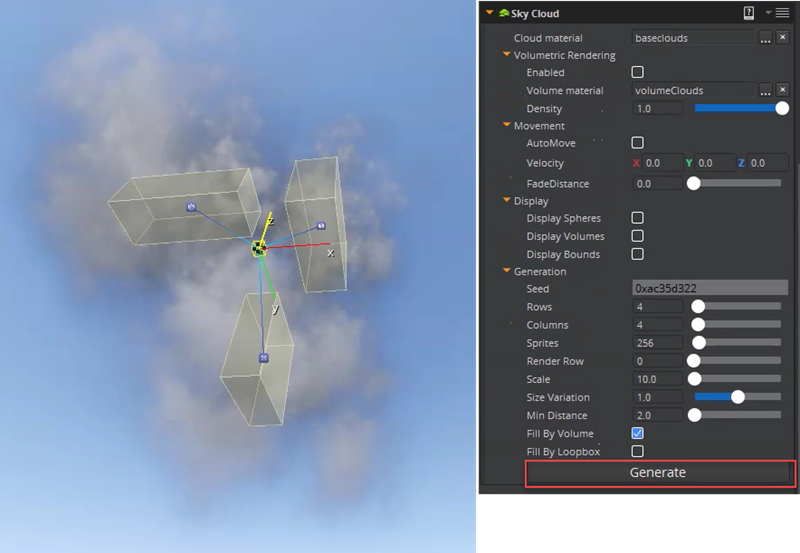 z
x
y
Sky Cloud
Cloud material baseclouds ...
Volumetric Rendering
Enabled
Volume material volumeClouds ...
Density 1.0
Movement
AutoMove
Velocity X 0.0 Y 0.0 Z 0.0
FadeDistance 0.0
Display
Display Spheres
Display Volumes
Display Bounds
Generation
Seed 0xac35d322
Rows 4
Columns 4
Sprites 256
Render Row 0
Scale 10.0
Size Variation 1.0
Min Distance 2.0
Fill By Volume
Fill By Loopbox
Generate